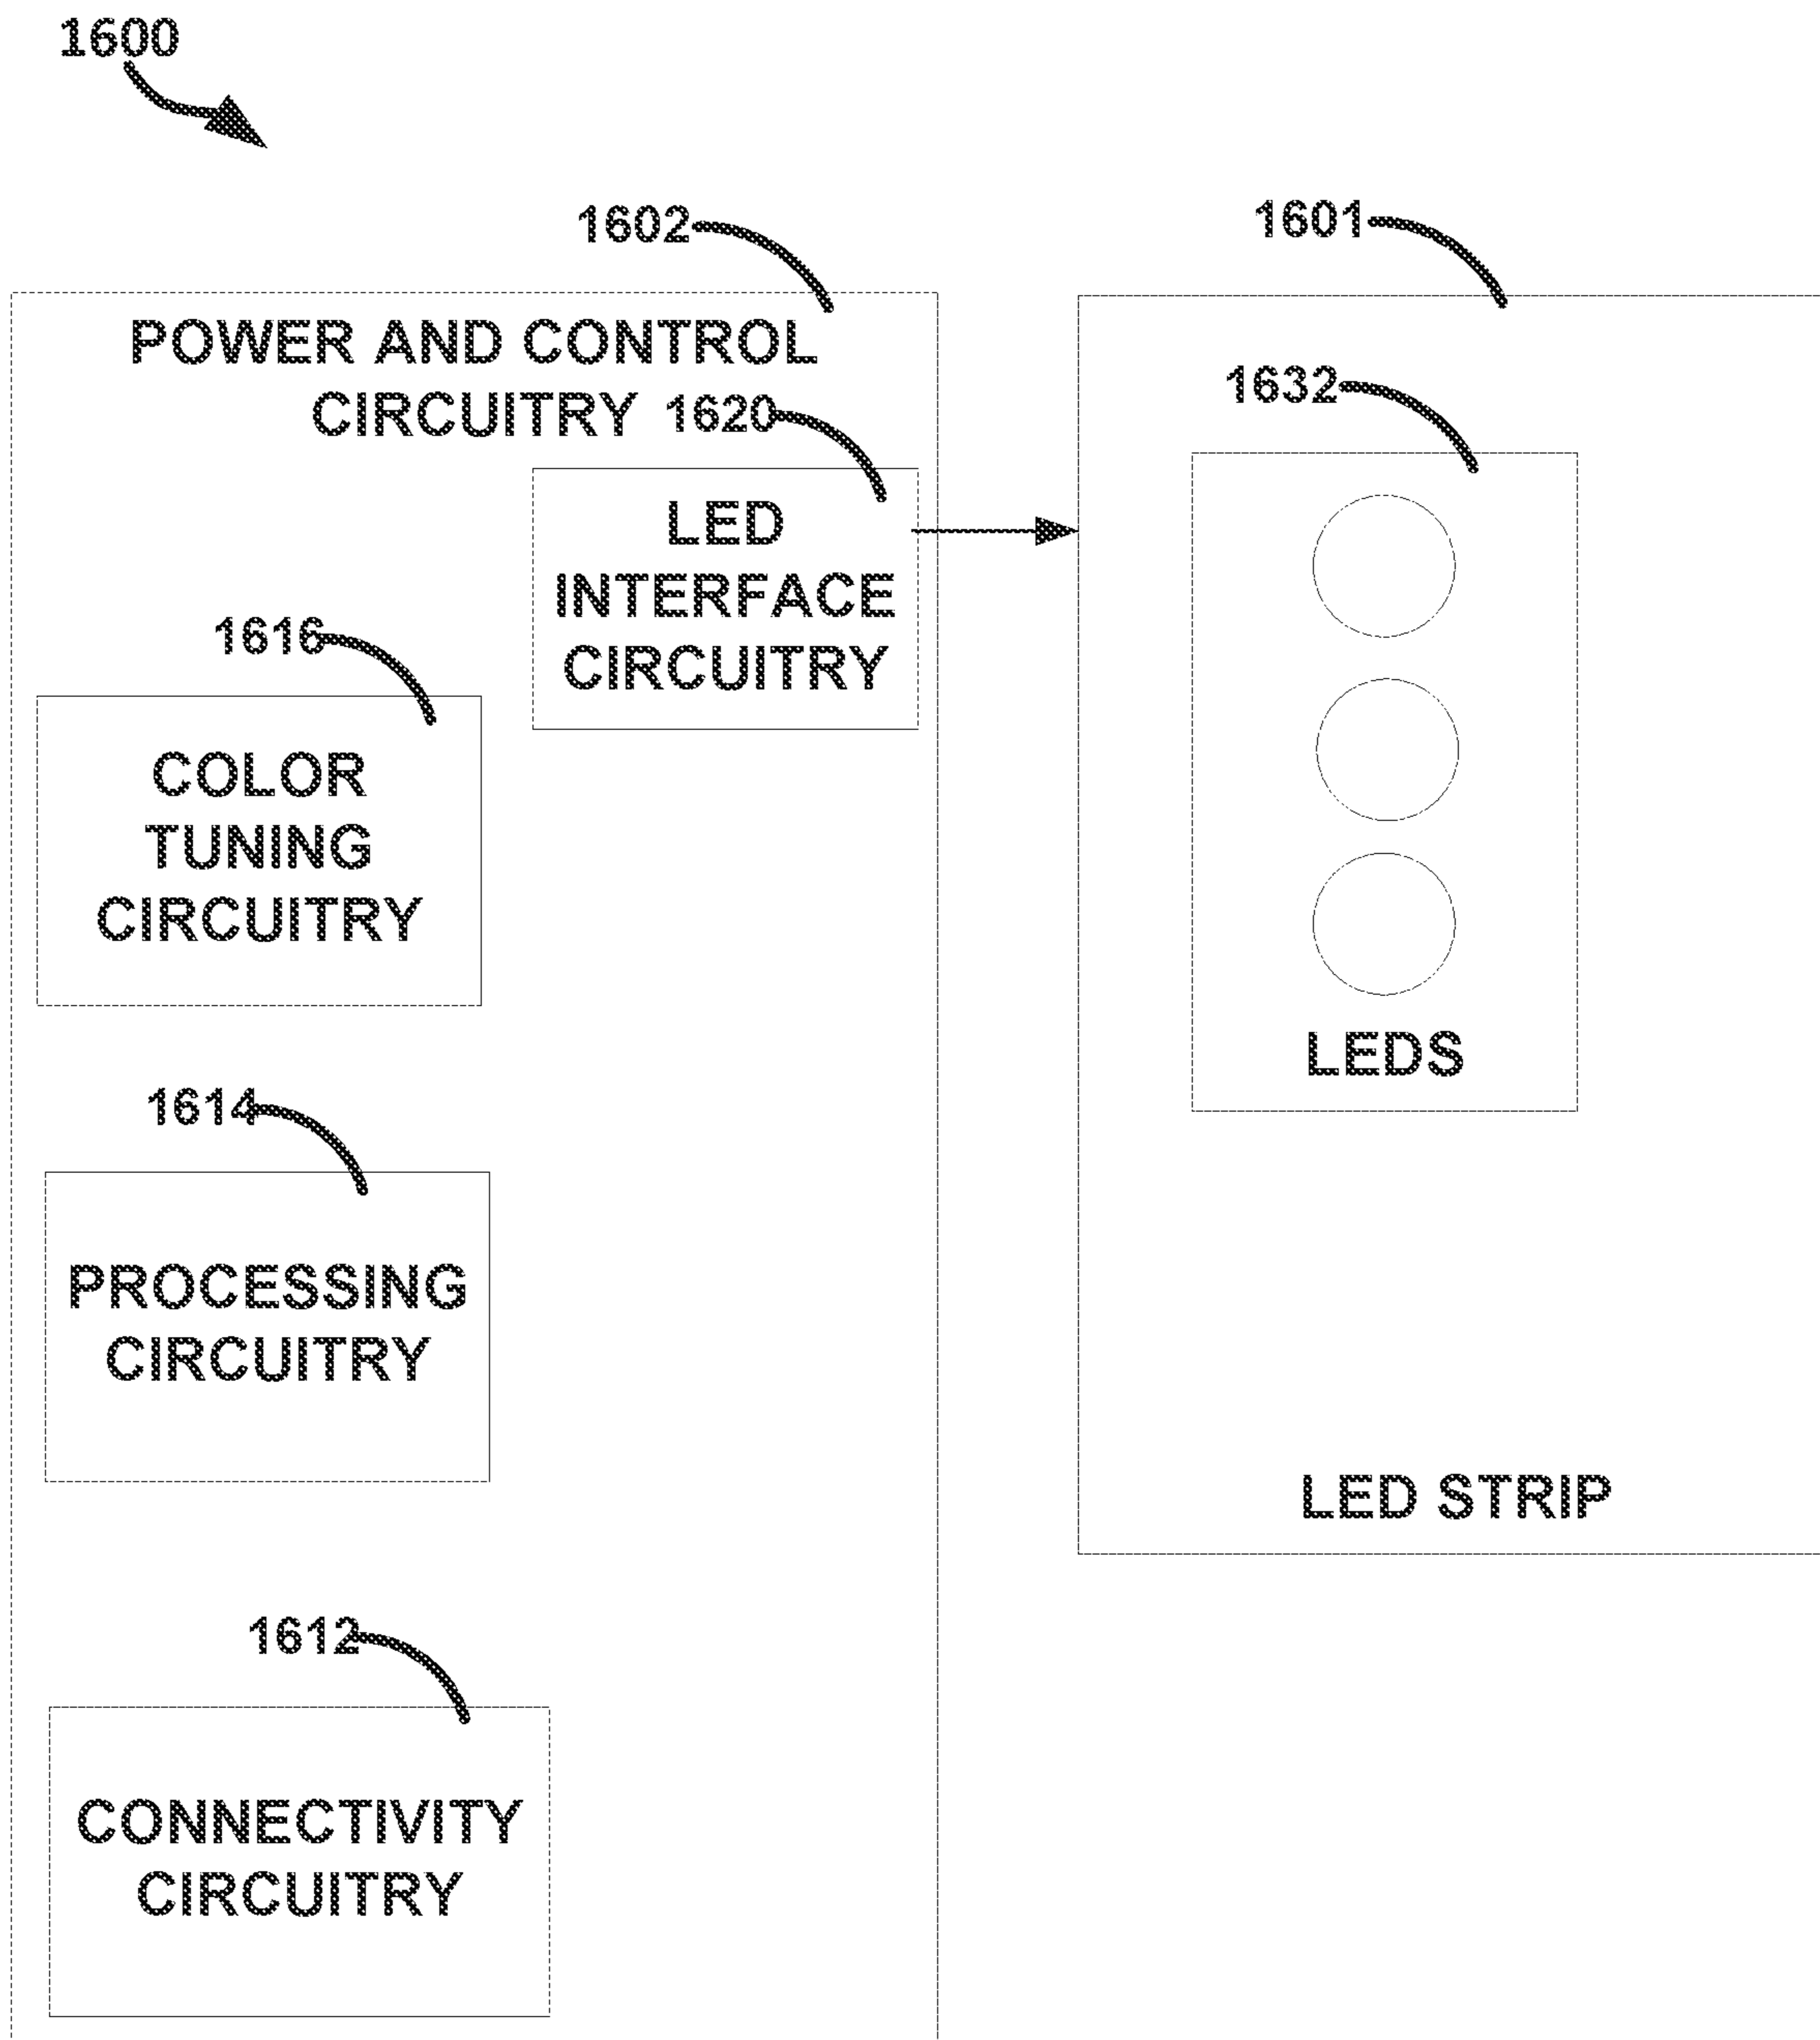 1600
1602
1601
POWER AND CONTROL
CIRCUITRY 1620
1632
LED
INTERFACE
CIRCUITRY
1616
COLOR
TUNING
CIRCUITRY
LEDS
1614
PROCESSING
CIRCUITRY
LED STRIP
1612
CONNECTIVITY
CIRCUITRY